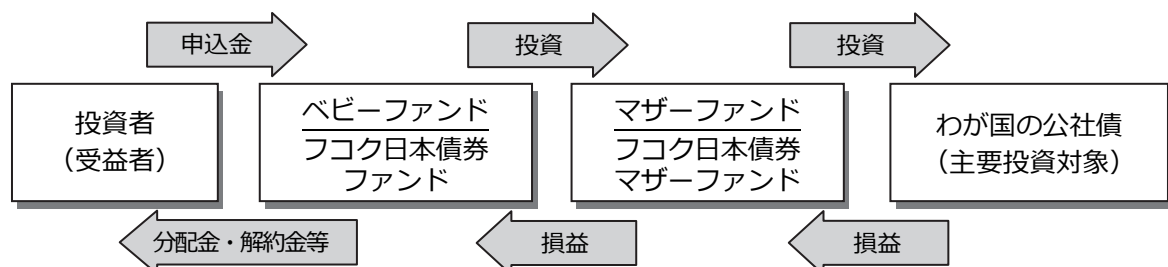 申込金
投資
投資
投資者
（受益者）
ベビーファンド
フコク日本債券
ファンド
マザーファンド
フコク日本債券
マザーファンド
わが国の公社債
（主要投資対象）
分配金・解約金等
損益
損益